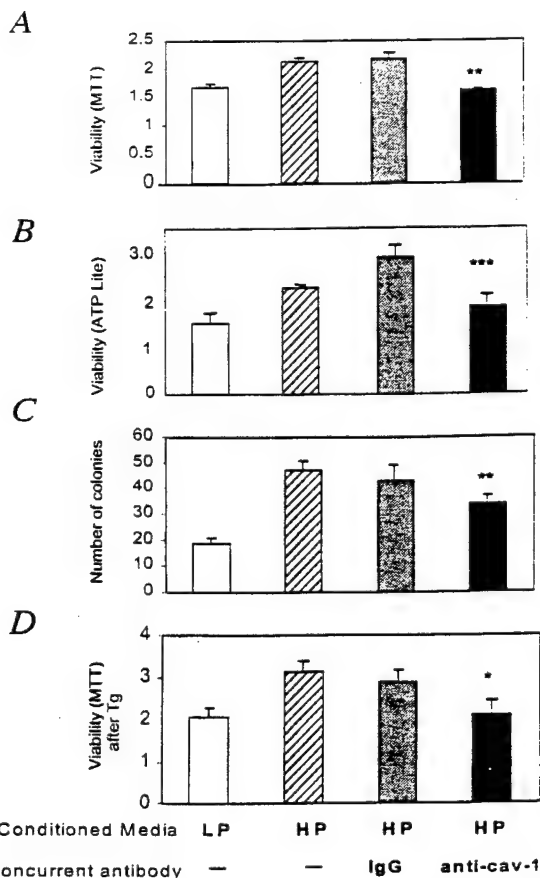 A
Viability (MTT)
2.5
2
1.5
1
0.5
0
**
B
Viability (ATP Lite)
3.0
2
1
0
***
C
Number of colonies
60
50
40
30
20
10
0
**
D
Viability (MTT)
after Tg
4
3
2
1
0
*
Conditioned Media LP HP HP HP
oncurrent antibody — — IgG anti-cav-1